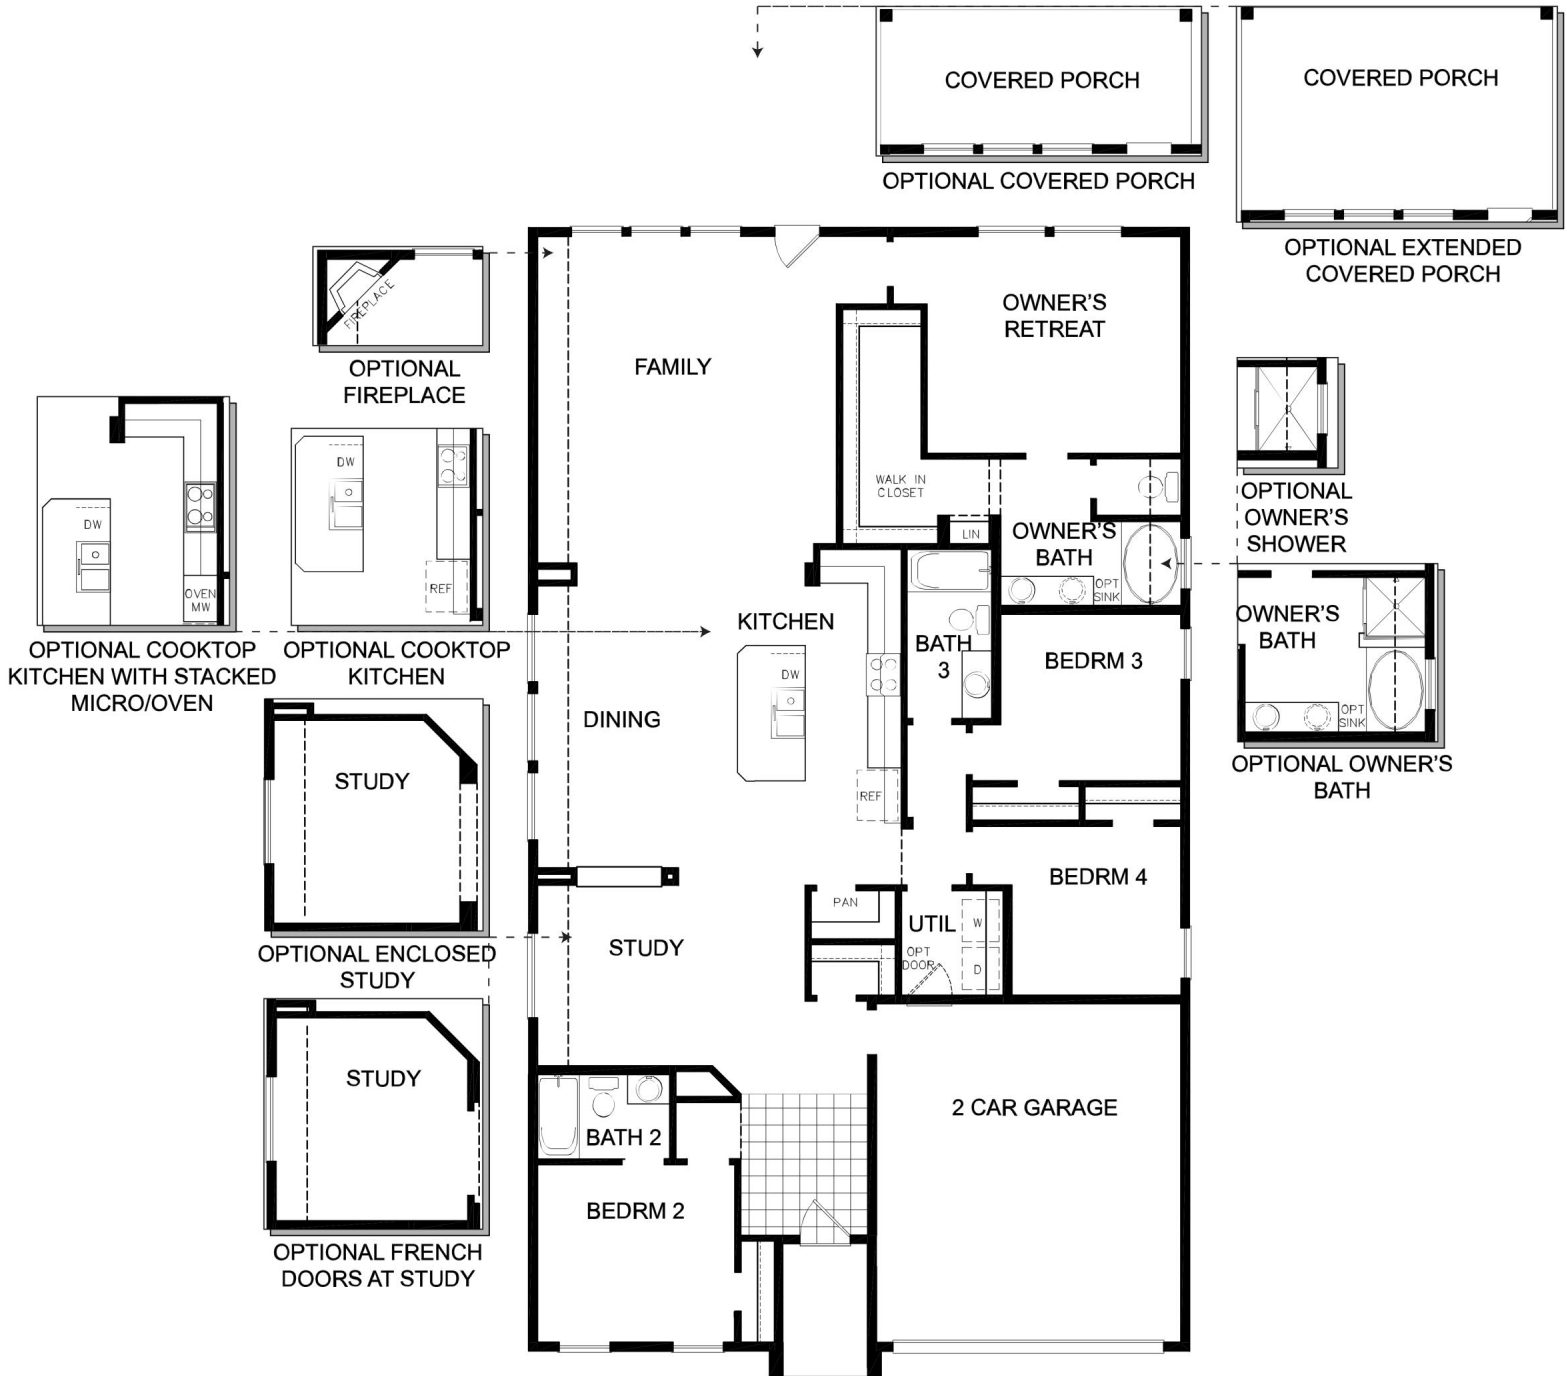 COVERED PORCH
OPTIONAL COVERED PORCH
COVERED PORCH
OPTIONAL EXTENDED
COVERED PORCH
FIREPLACE
OPTIONAL
FIREPLACE
DW
OVEN
MW
OPTIONAL COOKTOP
KITCHEN WITH STACKED
MICRO/OVEN
DW
REF
OPTIONAL COOKTOP
KITCHEN
STUDY
OPTIONAL ENCLOSED
STUDY
STUDY
OPTIONAL FRENCH
DOORS AT STUDY
FAMILY
OWNER'S
RETREAT
WALK IN
CLOSET
LIN
OWNER'S
BATH
OPT
SINK
KITCHEN
DW
REF
BATH
3
BEDRM 3
DINING
BEDRM 4
PAN
UTIL
W
D
OPT
DOOR
STUDY
BATH 2
BEDRM 2
2 CAR GARAGE
OPTIONAL
OWNER'S
SHOWER
OWNER'S
BATH
OPT
SINK
OPTIONAL OWNER'S
BATH